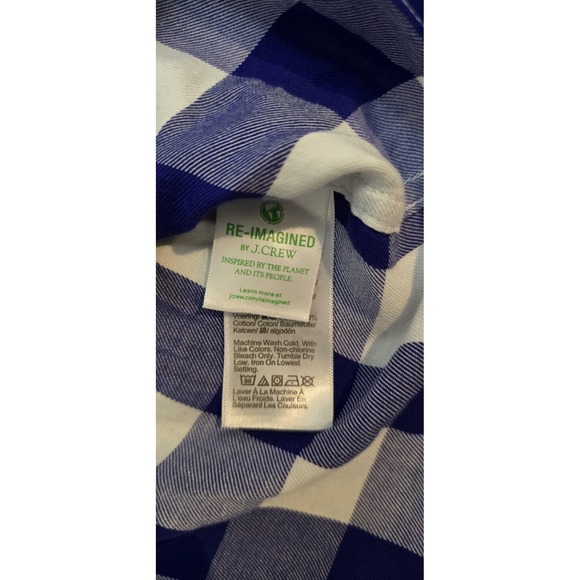 RE-IMAGINED
BY J.CREW
INSPIRED BY THE PLANET
AND ITS PEOPLE.
Learn more at
jcrew.com/reimagined
Voering/
Cotton/ Coton/ Baumwolle/
Katoen/ 綿/ algodón
Machine Wash Cold. With
Like Colors. Non-chlorine
Bleach Only. Tumble Dry
Low. Iron On Lowest
Setting.
Laver À La Machine À
L'eau Froide. Laver En
Séparant Les Couleurs.